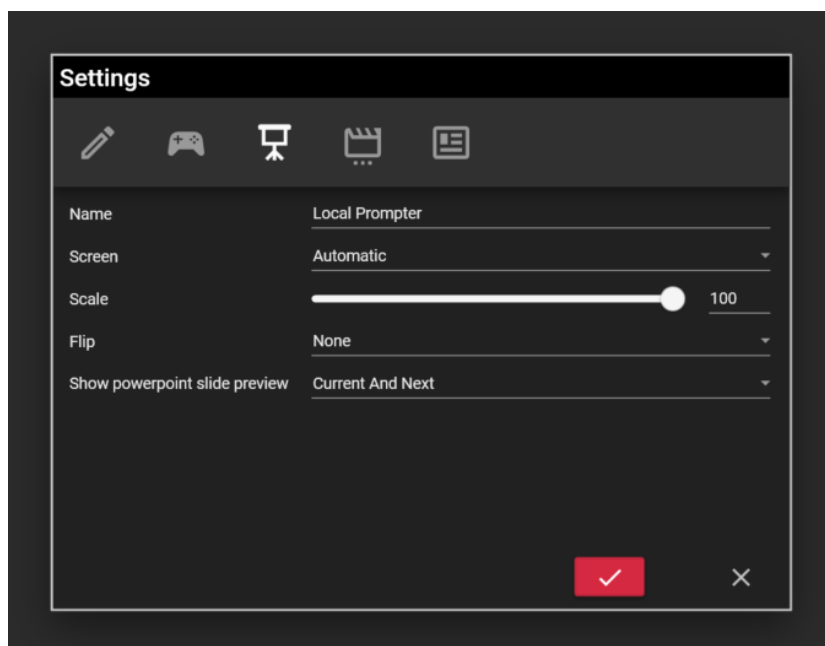 Settings
Name Local Prompter
Screen Automatic
Scale 100
Flip None
Show powerpoint slide preview Current And Next